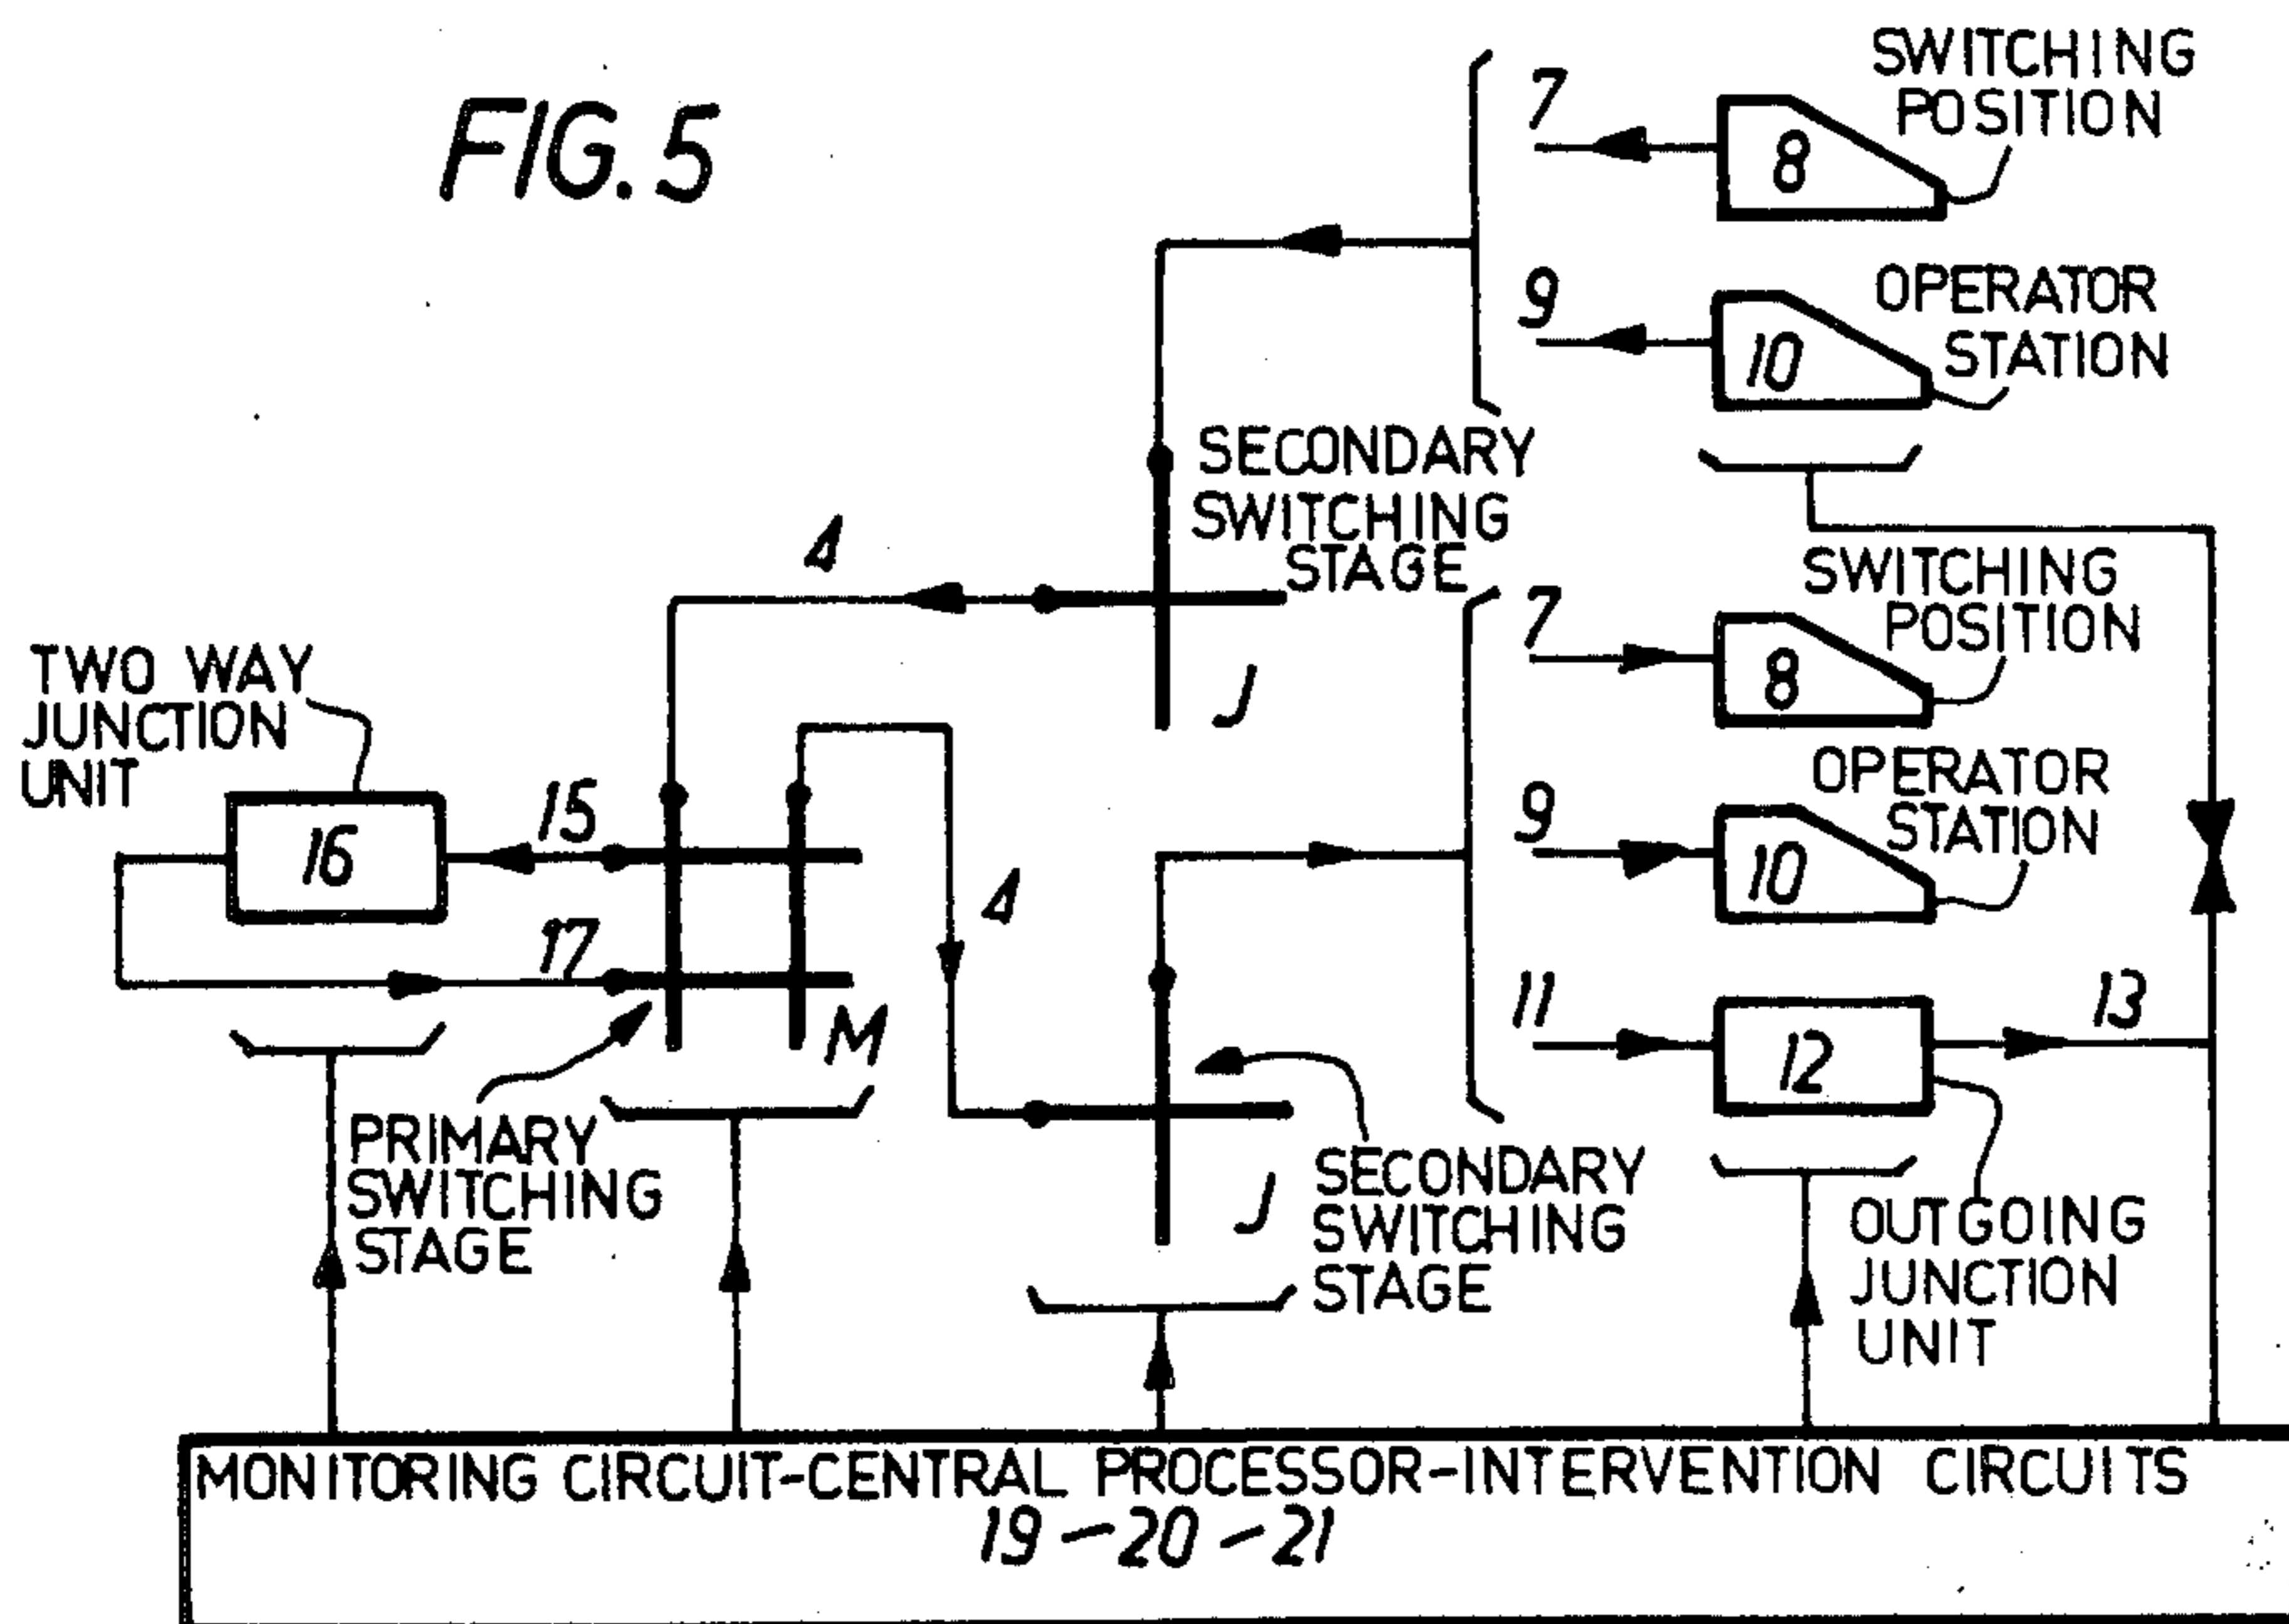 FIG. 5
SWITCHING
POSITION
7
8
OPERATOR
STATION
9
10
SECONDARY
SWITCHING
STAGE
4
J
SWITCHING
POSITION
7
8
TWO WAY
JUNCTION
UNIT
16
15
17
M
4
OPERATOR
STATION
9
10
11
12
13
PRIMARY
SWITCHING
STAGE
J
SECONDARY
SWITCHING
STAGE
OUTGOING
JUNCTION
UNIT
MONITORING CIRCUIT-CENTRAL PROCESSOR-INTERVENTION CIRCUITS
19-20-21